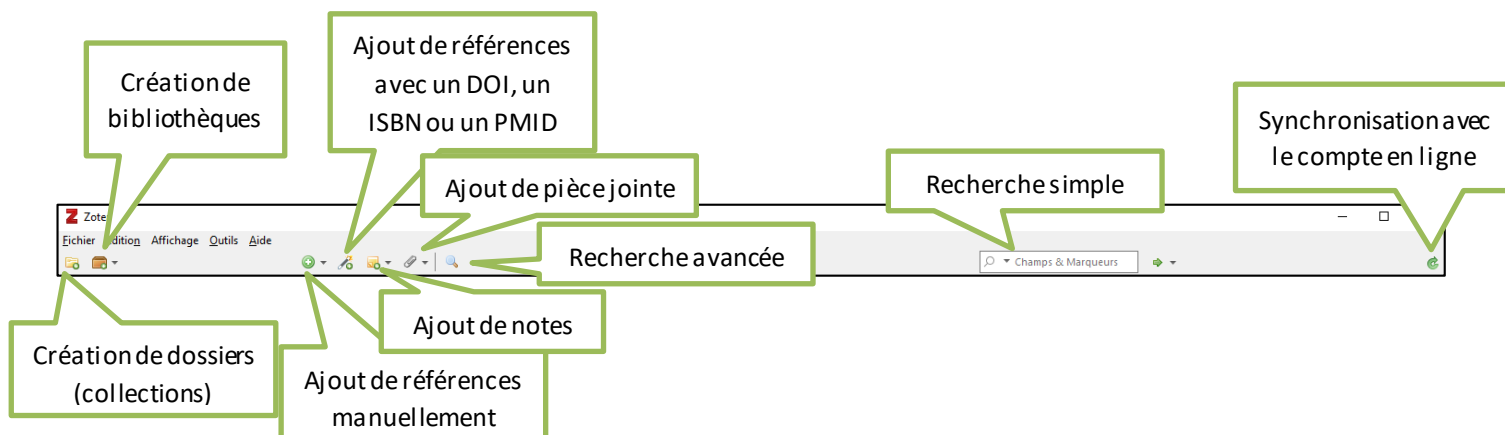 Ajout de références
avec un DOI, un
ISBN ou un PMID
Création de
bibliothèques
Synchronisation avec
le compte en ligne
Ajout de pièce jointe
Recherche simple
Zote
Fichier dition Affichage Outils Aide
Champs & Marqueurs
Recherche avancée
Ajout de notes
Création de dossiers
(collections)
Ajout de références
manuellement